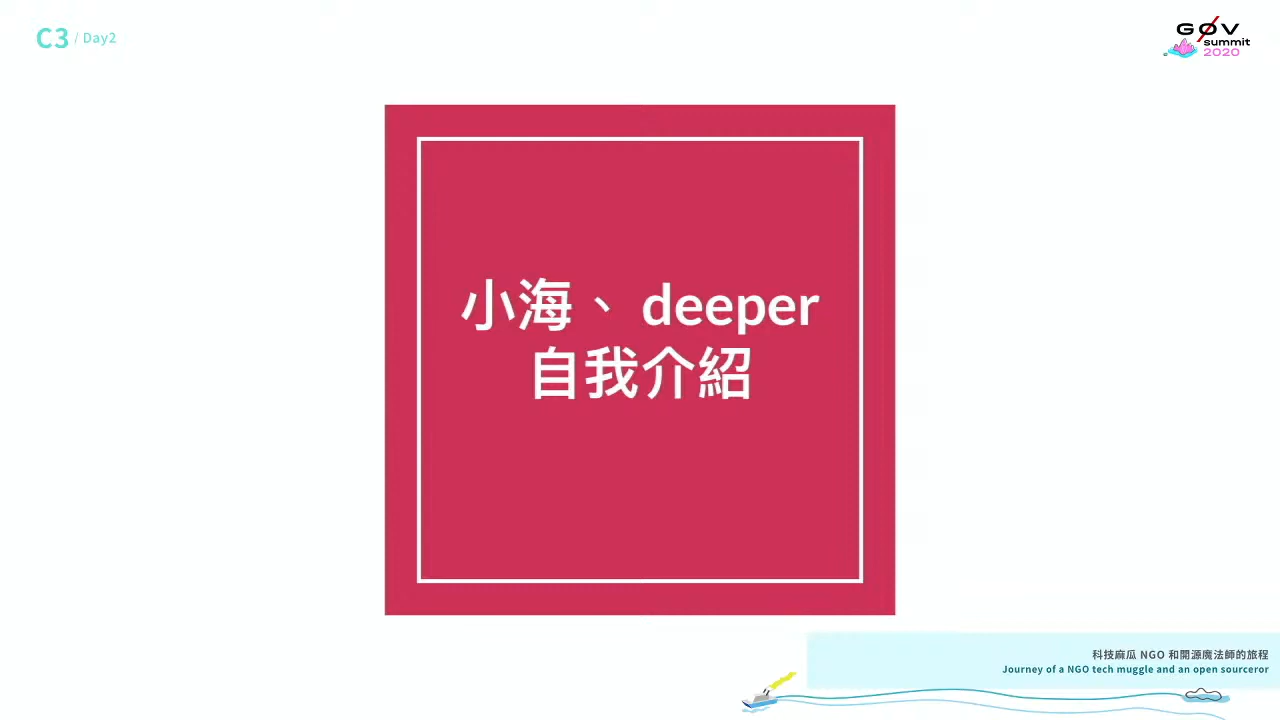 C3 / Day2
GØV
summit
2020
小海、 deeper
自我介紹
科技麻瓜 NGO 和開源魔法師的旅程
Journey of a NGO tech muggle and an open sourceror